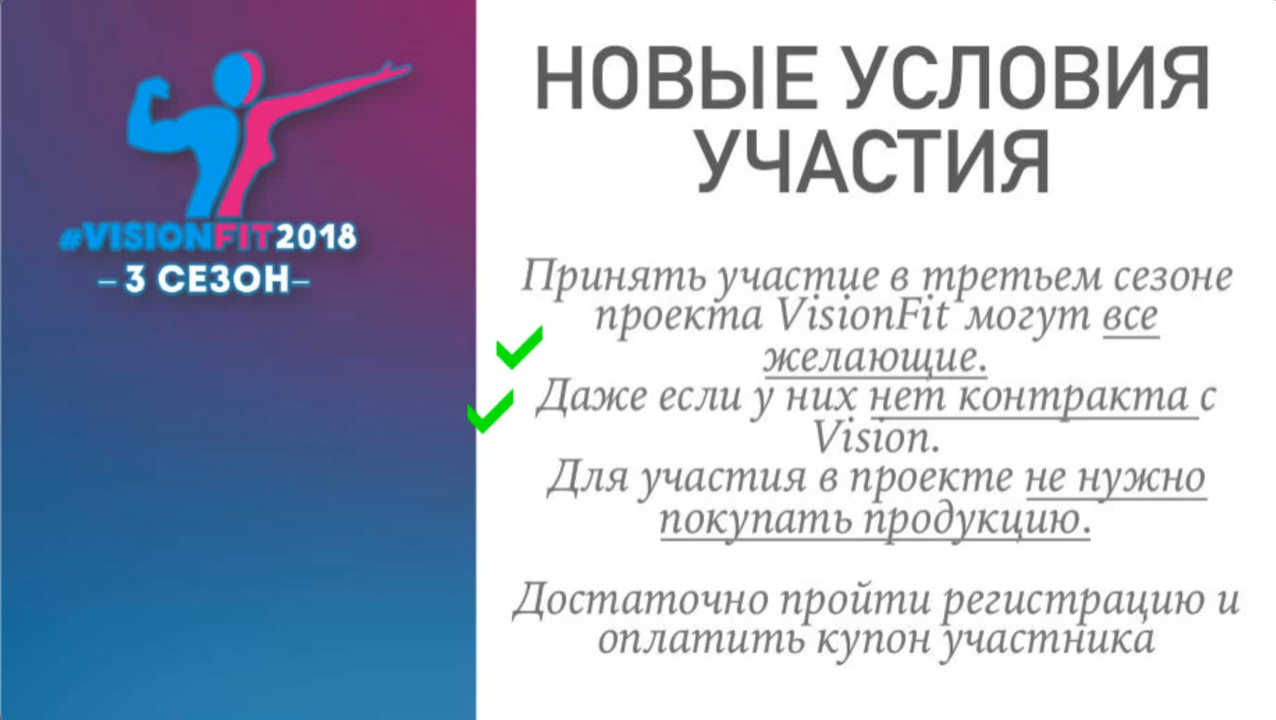 #VISIONFIT2018
– 3 СЕЗОН–
НОВЫЕ УСЛОВИЯ
УЧАСТИЯ
Принять участие в третьем сезоне
проекта VisionFit могут все
желающие.
Даже если у них нет контракта с
Vision.
Для участия в проекте не нужно
покупать продукцию.
Достаточно пройти регистрацию и
оплатить купон участника